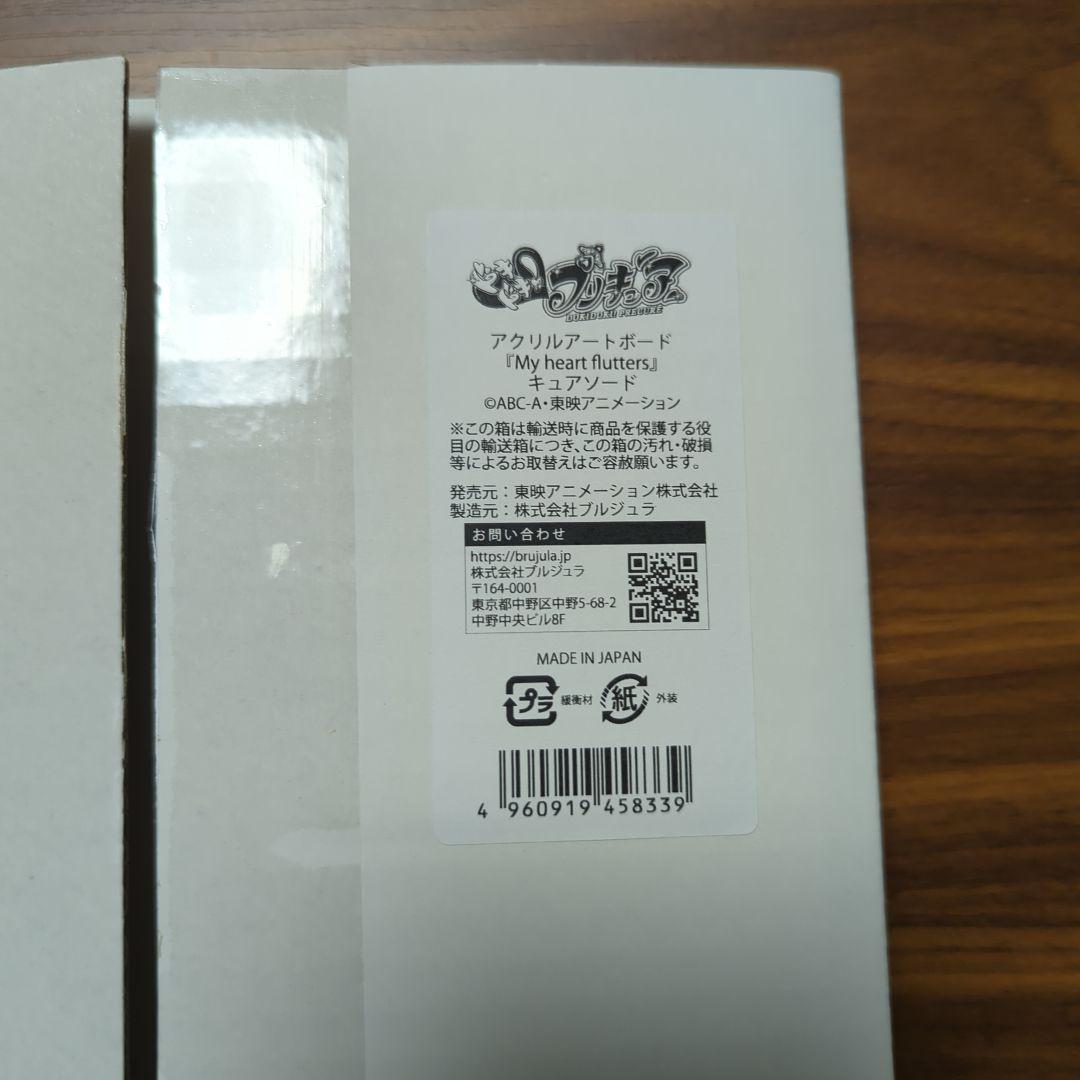 ドキドキ!プリキュア
DOKIDOKI! PRECURE
アクリルアートボード
『My heart flutters』
キュアソード
©ABC-A・東映アニメーション
※この箱は輸送時に商品を保護する役
目の輸送箱につき、この箱の汚れ・破損
等によるお取替えはご容赦願います。
発売元：東映アニメーション株式会社
製造元：株式会社ブルジュラ
お問い合わせ
https://brujula.jp
株式会社ブルジュラ
〒164-0001
東京都中野区中野5-68-2
中野中央ビル8F
MADE IN JAPAN
プラ 緩衝材 紙 外装
4 960919 458339